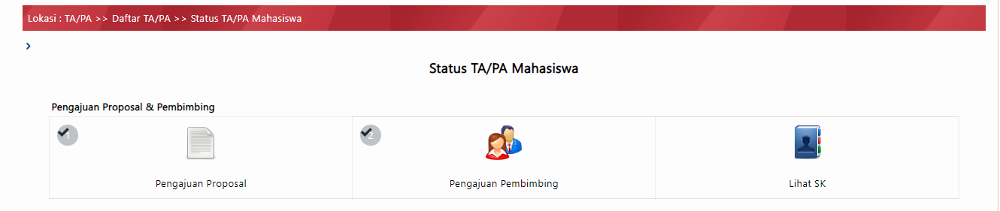 Lokasi : TA/PA >> Daftar TA/PA >> Status TA/PA Mahasiswa
Status TA/PA Mahasiswa
Pengajuan Proposal & Pembimbing
1
2
Pengajuan Proposal
Pengajuan Pembimbing
Lihat SK